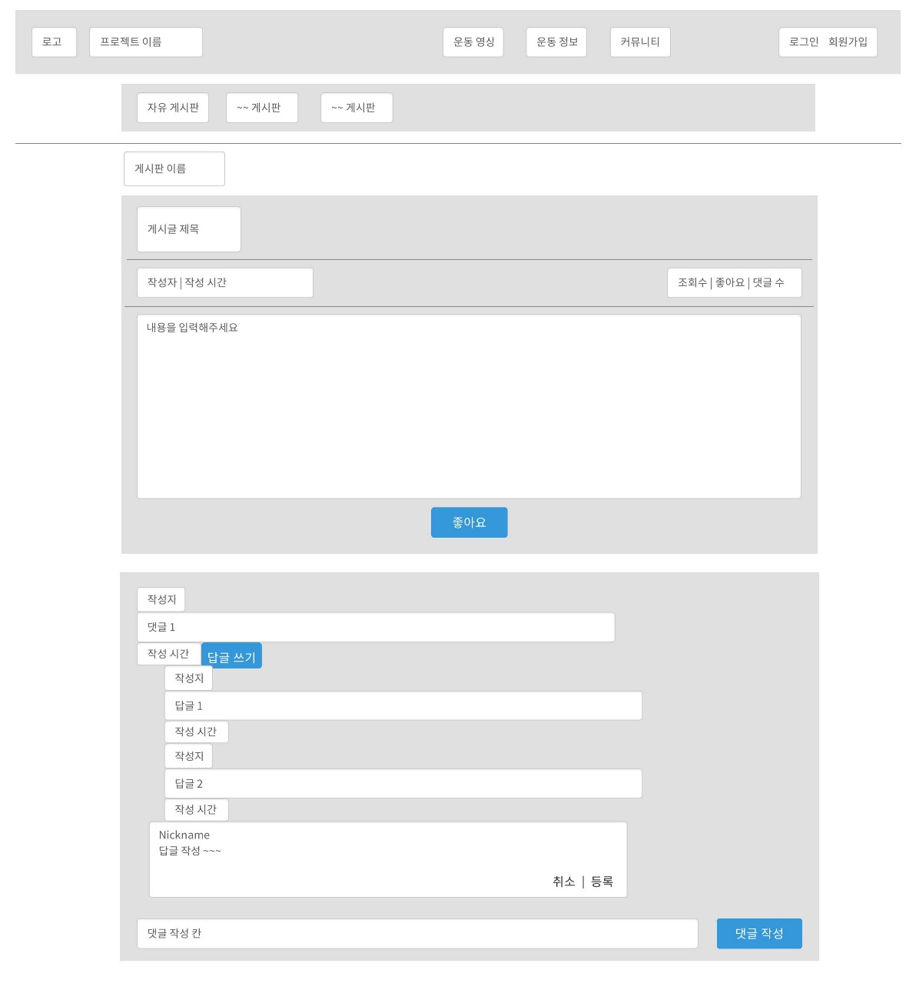 로고 프로젝트 이름 운동 영상 운동 정보 커뮤니티 로그인 회원가입
자유 게시판 ~~ 게시판 ~~ 게시판
게시판 이름
게시글 제목
작성자 | 작성 시간 조회수 | 좋아요 | 댓글 수
내용을 입력해주세요
좋아요
작성자
댓글 1
작성 시간 답글 쓰기
작성지
답글 1
작성 시간
작성지
답글 2
작성 시간
Nickname
답글 작성 ~~~
취소 | 등록
댓글 작성 칸 댓글 작성